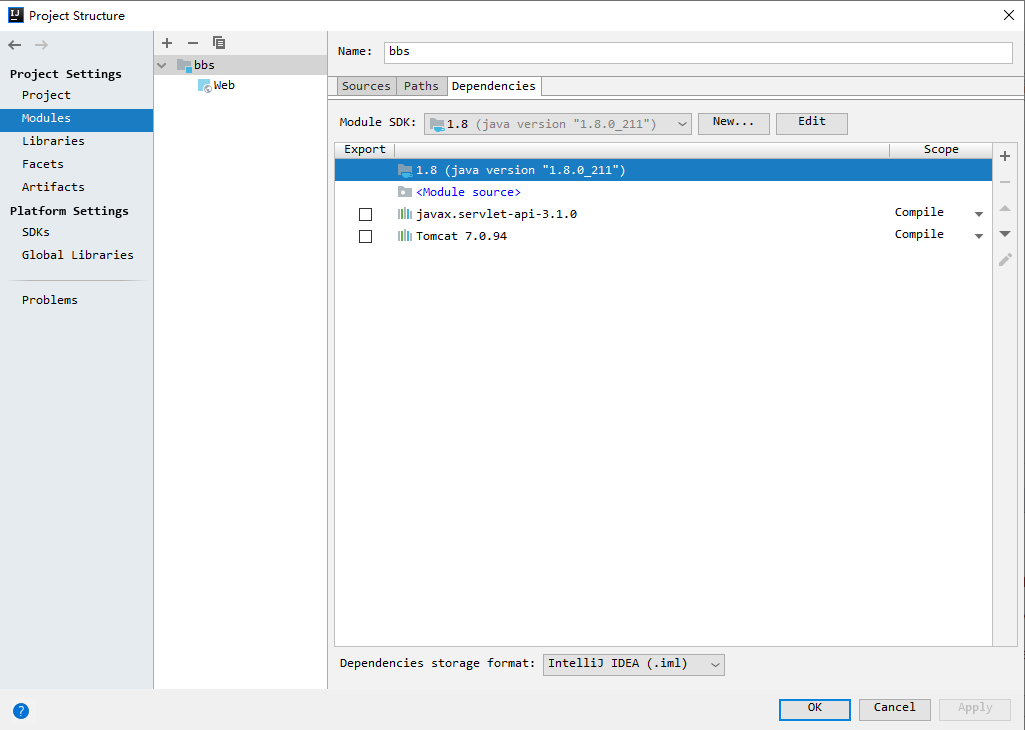 Project Structure
Project Settings
Project
Modules
Libraries
Facets
Artifacts
Platform Settings
SDKs
Global Libraries
Problems
bbs
Web
Name: bbs
Sources Paths Dependencies
Module SDK: 1.8 (java version "1.8.0_211") New... Edit
Export Scope
1.8 (java version "1.8.0_211")
<Module source>
javax.servlet-api-3.1.0 Compile
Tomcat 7.0.94 Compile
Dependencies storage format: IntelliJ IDEA (.iml)
? OK Cancel Apply